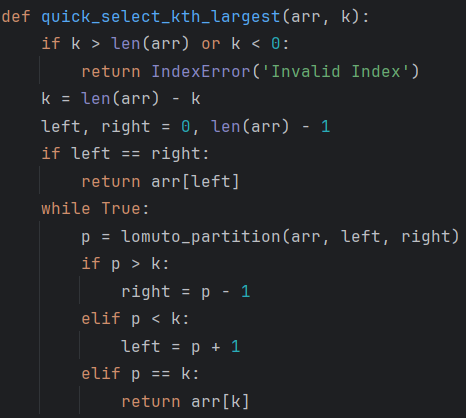 def quick_select_kth_largest(arr, k):
    if k > len(arr) or k < 0:
        return IndexError('Invalid Index')
    k = len(arr) - k
    left, right = 0, len(arr) - 1
    if left == right:
        return arr[left]
    while True:
        p = lomuto_partition(arr, left, right)
        if p > k:
            right = p - 1
        elif p < k:
            left = p + 1
        elif p == k:
            return arr[k]